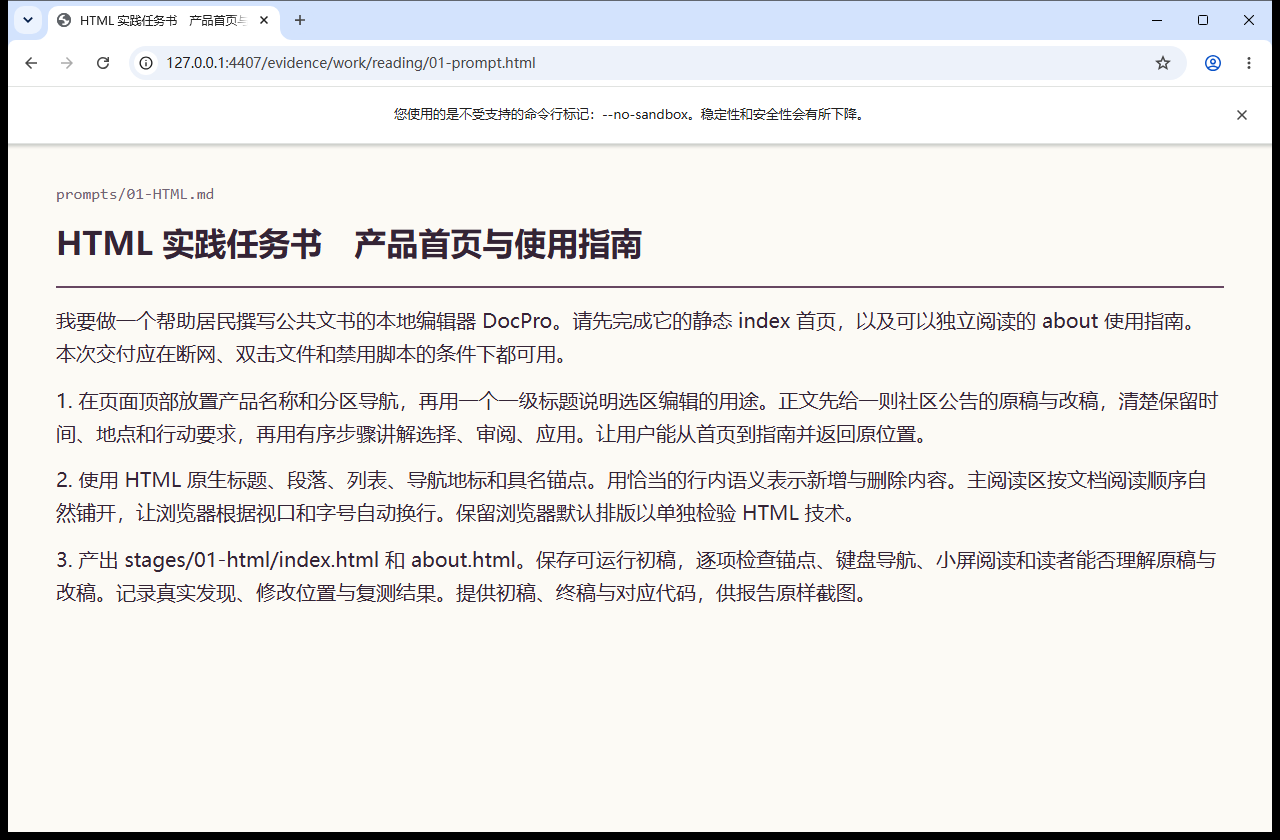 HTML 实践任务书 产品首页与
127.0.0.1:4407/evidence/work/reading/01-prompt.html
您使用的是不受支持的命令行标记：--no-sandbox。稳定性和安全性会有所下降。
prompts/01-HTML.md
HTML 实践任务书　产品首页与使用指南
我要做一个帮助居民撰写公共文书的本地编辑器 DocPro。请先完成它的静态 index 首页，以及可以独立阅读的 about 使用指南。
本次交付应在断网、双击文件和禁用脚本的条件下都可用。
1. 在页面顶部放置产品名称和分区导航，再用一个一级标题说明选区编辑的用途。正文先给一则社区公告的原稿与改稿，清楚保留时
间、地点和行动要求，再用有序步骤讲解选择、审阅、应用。让用户能从首页到指南并返回原位置。
2. 使用 HTML 原生标题、段落、列表、导航地标和具名锚点。用恰当的行内语义表示新增与删除内容。主阅读区按文档阅读顺序自
然铺开，让浏览器根据视口和字号自动换行。保留浏览器默认排版以单独检验 HTML 技术。
3. 产出 stages/01-html/index.html 和 about.html。保存可运行初稿，逐项检查锚点、键盘导航、小屏阅读和读者能否理解原稿与
改稿。记录真实发现、修改位置与复测结果。提供初稿、终稿与对应代码，供报告原样截图。